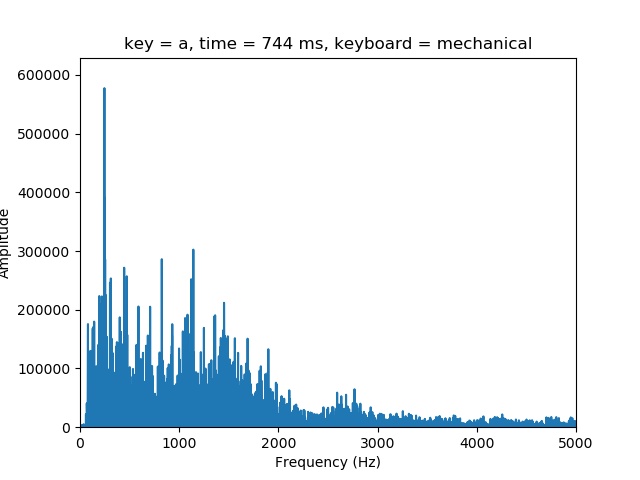 key = a, time = 744 ms, keyboard = mechanical
600000
500000
400000
300000
200000
100000
0
Amplitude
0 1000 2000 3000 4000 5000
Frequency (Hz)